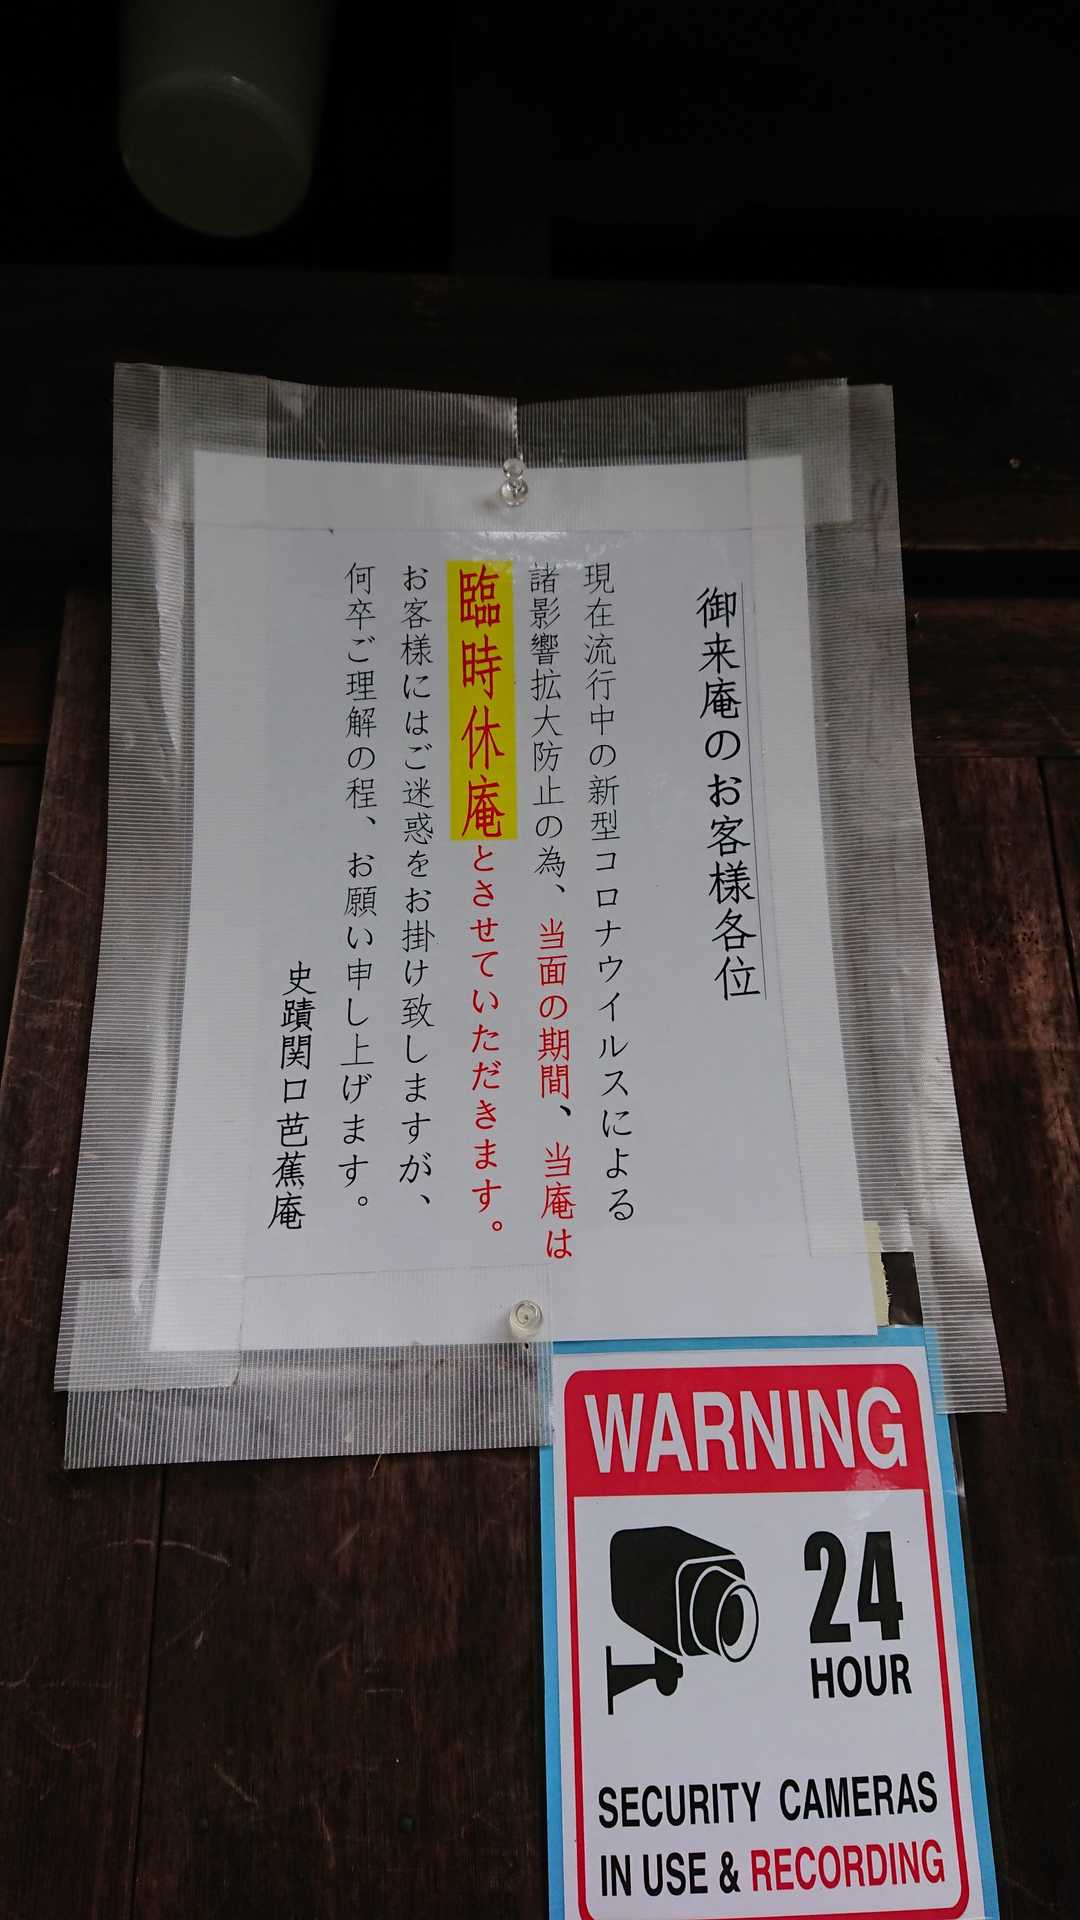 御来庵のお客様各位
現在流行中の新型コロナウイルスによる
諸影響拡大防止の為、当面の期間、当庵は
臨時休庵とさせていただきます。
お客様にはご迷惑をお掛け致しますが、
何卒ご理解の程、お願い申し上げます。
史蹟関口芭蕉庵
WARNING
24
HOUR
SECURITY CAMERAS
IN USE & RECORDING